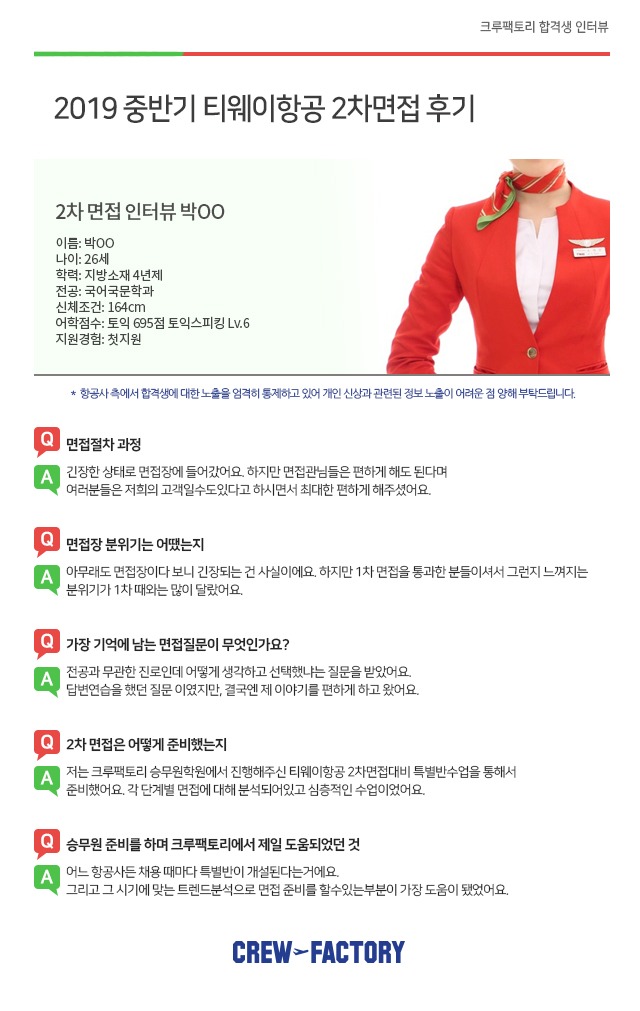 크루팩토리 합격생 인터뷰
2019 중반기 티웨이항공 2차면접 후기
2차 면접 인터뷰 박OO
이름: 박OO
나이: 26세
학력: 지방소재 4년제
전공: 국어국문학과
신체조건: 164cm
어학점수: 토익 695점 토익스피킹 Lv.6
지원경험: 첫지원
* 항공사 측에서 합격생에 대한 노출을 엄격히 통제하고 있어 개인 신상과 관련된 정보 노출이 어려운 점 양해 부탁드립니다.
Q 면접절차 과정
A 긴장한 상태로 면접장에 들어갔어요. 하지만 면접관님들은 편하게 해도 된다며
여러분들은 저희의 고객일수도있다고 하시면서 최대한 편하게 해주셨어요.
Q 면접장 분위기는 어땠는지
A 아무래도 면접장이다 보니 긴장되는 건 사실이에요. 하지만 1차 면접을 통과한 분들이셔서 그런지 느껴지는
분위기가 1차 때와는 많이 달랐어요.
Q 가장 기억에 남는 면접질문이 무엇인가요?
A 전공과 무관한 진로인데 어떻게 생각하고 선택했냐는 질문을 받았어요.
답변연습을 했던 질문 이였지만, 결국엔 제 이야기를 편하게 하고 왔어요.
Q 2차 면접은 어떻게 준비했는지
A 저는 크루팩토리 승무원학원에서 진행해주신 티웨이항공 2차면접대비 특별반수업을 통해서
준비했어요. 각 단계별 면접에 대해 분석되어있고 심층적인 수업이었어요.
Q 승무원 준비를 하며 크루팩토리에서 제일 도움되었던 것
A 어느 항공사든 채용 때마다 특별반이 개설된다는거에요.
그리고 그 시기에 맞는 트렌드분석으로 면접 준비를 할수있는부분이 가장 도움이 됐었어요.
CREW FACTORY